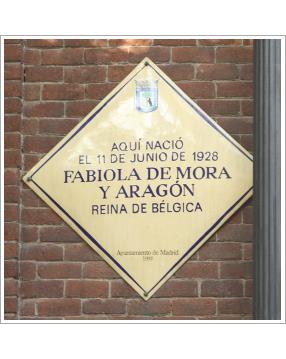 AQUÍ NACIÓ
EL 11 DE JUNIO DE 1928
FABIOLA DE MORA
Y ARAGÓN
REINA DE BÉLGICA
Ayuntamiento de Madrid